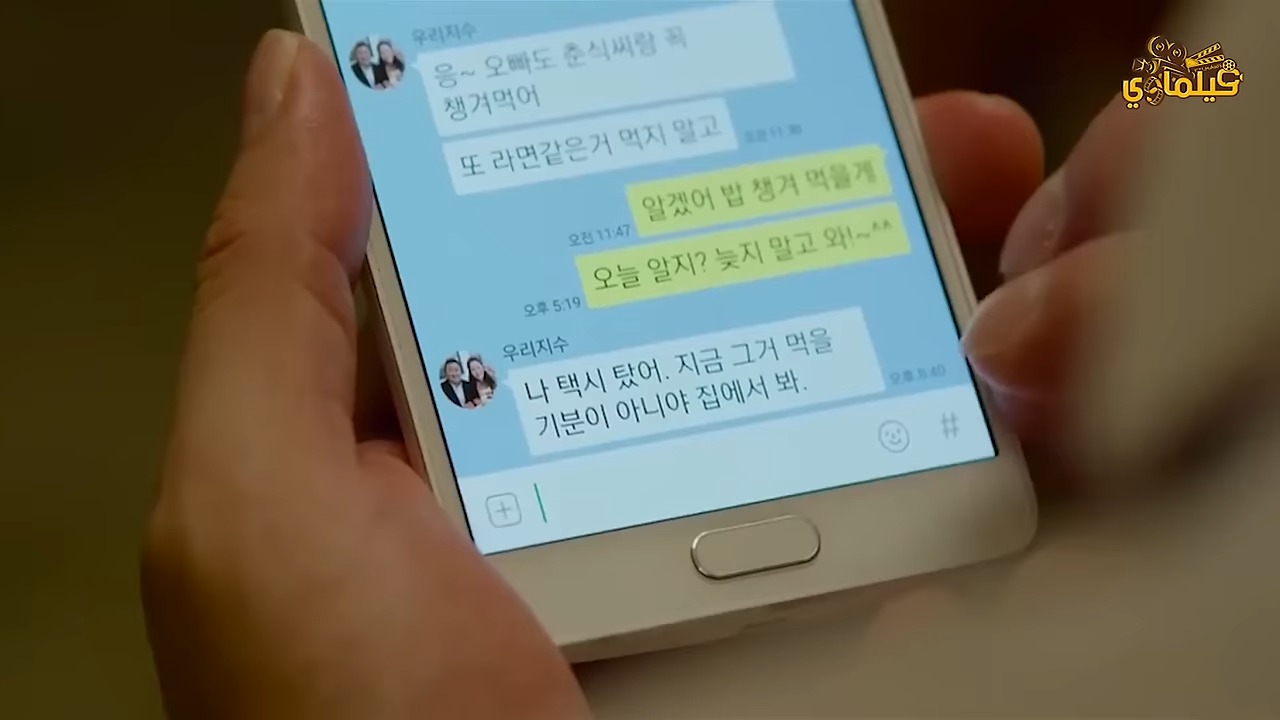 우리지수
응~ 오빠도 춘식씨랑 꼭
챙겨먹어
또 라면같은거 먹지 말고
오전 11:30
알겠어 밥 챙겨 먹을게
오전 11:47
오늘 알지? 늦지 말고 와!~^^
오후 5:19
우리지수
나 택시 탔어. 지금 그거 먹을
기분이 아니야 집에서 봐.
오후 8:40
#
فيلماوي